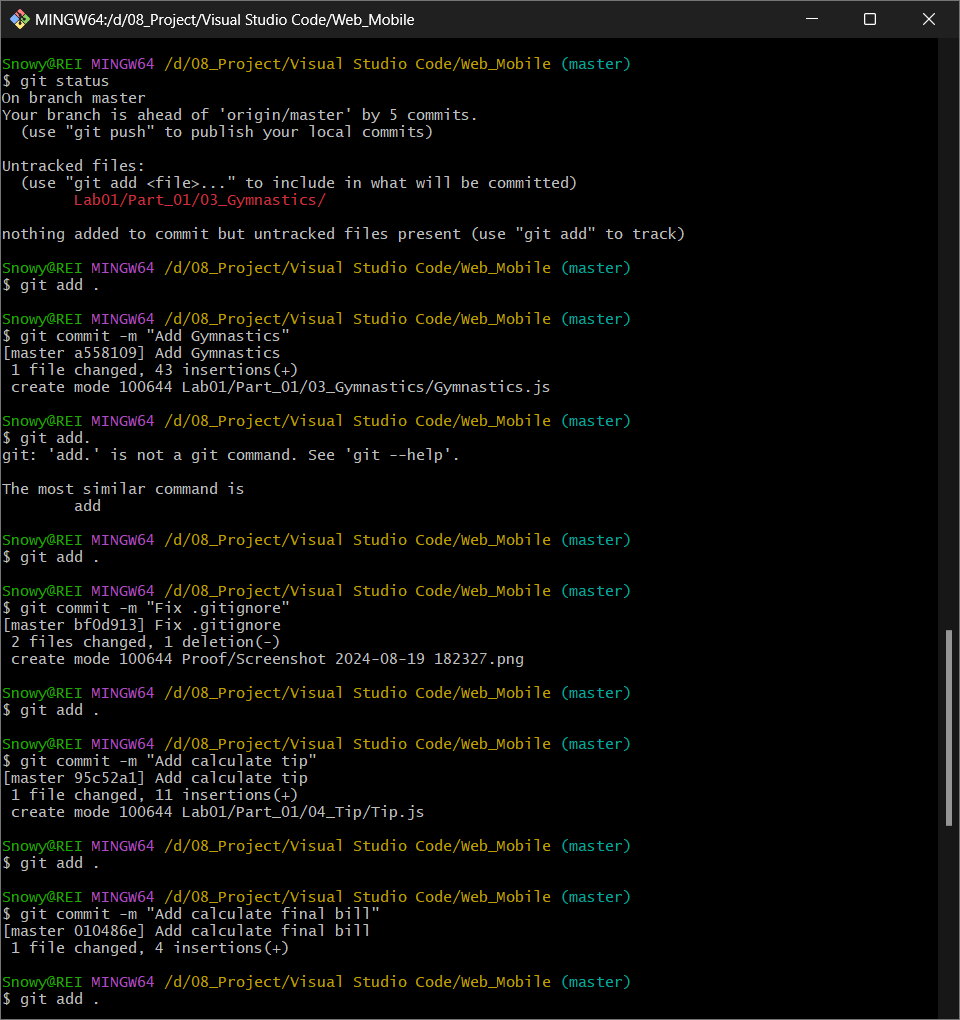 MINGW64:/d/08_Project/Visual Studio Code/Web_Mobile
Snowy@REI MINGW64 /d/08_Project/Visual Studio Code/Web_Mobile (master)
$ git status
On branch master
Your branch is ahead of 'origin/master' by 5 commits.
  (use "git push" to publish your local commits)
Untracked files:
  (use "git add <file>..." to include in what will be committed)
        Lab01/Part_01/03_Gymnastics/
nothing added to commit but untracked files present (use "git add" to track)
Snowy@REI MINGW64 /d/08_Project/Visual Studio Code/Web_Mobile (master)
$ git add .
Snowy@REI MINGW64 /d/08_Project/Visual Studio Code/Web_Mobile (master)
$ git commit -m "Add Gymnastics"
[master a558109] Add Gymnastics
 1 file changed, 43 insertions(+)
 create mode 100644 Lab01/Part_01/03_Gymnastics/Gymnastics.js
Snowy@REI MINGW64 /d/08_Project/Visual Studio Code/Web_Mobile (master)
$ git add.
git: 'add.' is not a git command. See 'git --help'.
The most similar command is
        add
Snowy@REI MINGW64 /d/08_Project/Visual Studio Code/Web_Mobile (master)
$ git add .
Snowy@REI MINGW64 /d/08_Project/Visual Studio Code/Web_Mobile (master)
$ git commit -m "Fix .gitignore"
[master bf0d913] Fix .gitignore
 2 files changed, 1 deletion(-)
 create mode 100644 Proof/Screenshot 2024-08-19 182327.png
Snowy@REI MINGW64 /d/08_Project/Visual Studio Code/Web_Mobile (master)
$ git add .
Snowy@REI MINGW64 /d/08_Project/Visual Studio Code/Web_Mobile (master)
$ git commit -m "Add calculate tip"
[master 95c52a1] Add calculate tip
 1 file changed, 11 insertions(+)
 create mode 100644 Lab01/Part_01/04_Tip/Tip.js
Snowy@REI MINGW64 /d/08_Project/Visual Studio Code/Web_Mobile (master)
$ git add .
Snowy@REI MINGW64 /d/08_Project/Visual Studio Code/Web_Mobile (master)
$ git commit -m "Add calculate final bill"
[master 010486e] Add calculate final bill
 1 file changed, 4 insertions(+)
Snowy@REI MINGW64 /d/08_Project/Visual Studio Code/Web_Mobile (master)
$ git add .